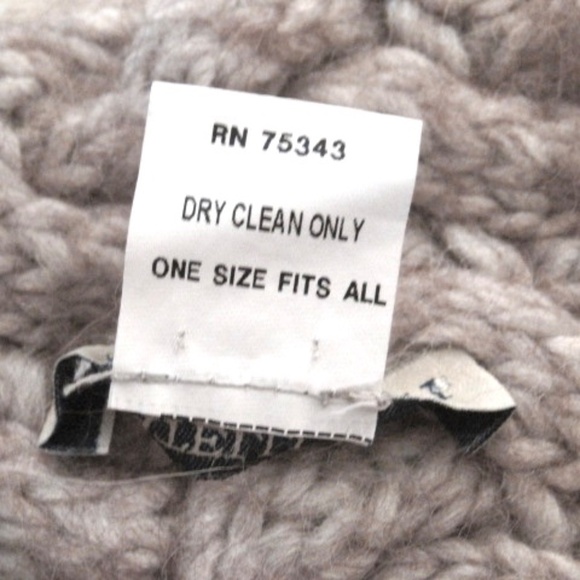 RN 75343
DRY CLEAN ONLY
ONE SIZE FITS ALL